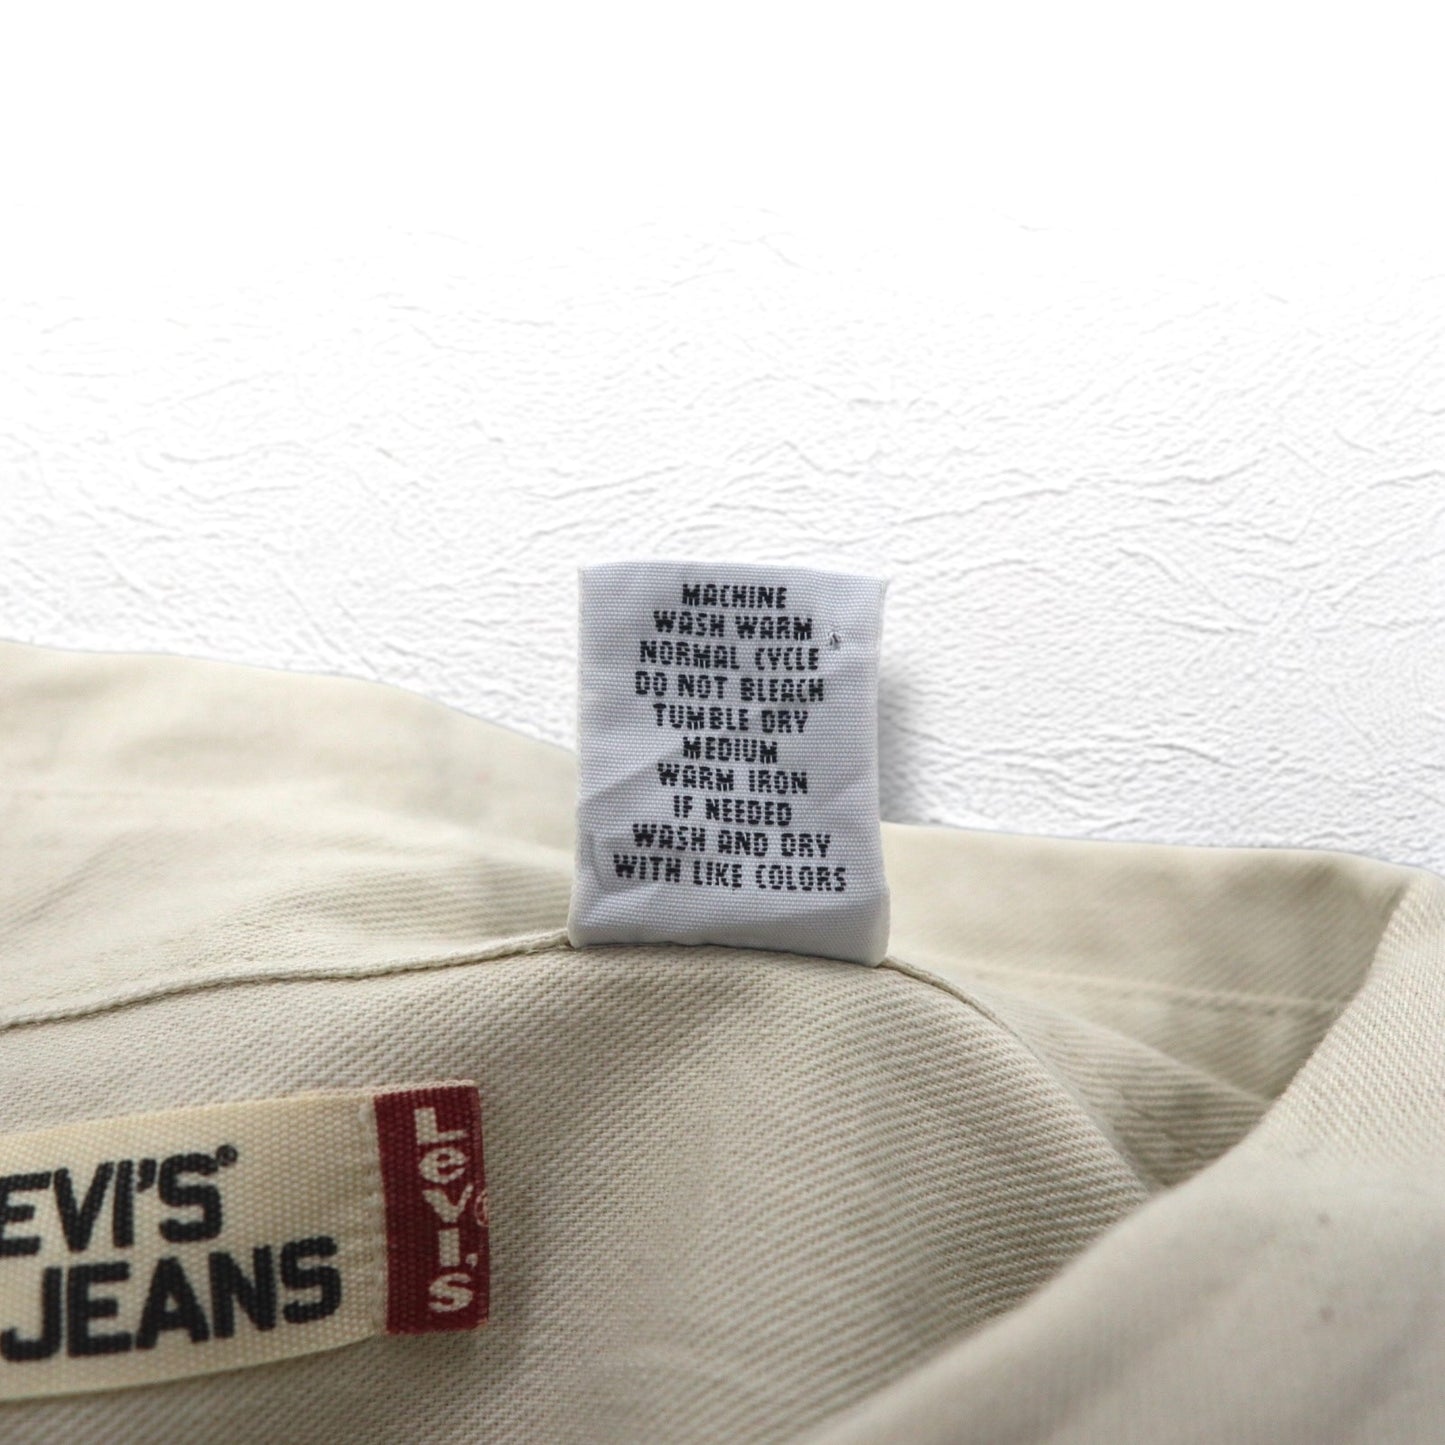 MACHINE
WASH WARM
NORMAL CYCLE
DO NOT BLEACH
TUMBLE DRY
MEDIUM
WARM IRON
IF NEEDED
WASH AND DRY
WITH LIKE COLORS
EVI'S®
JEANS
LeVI'S®